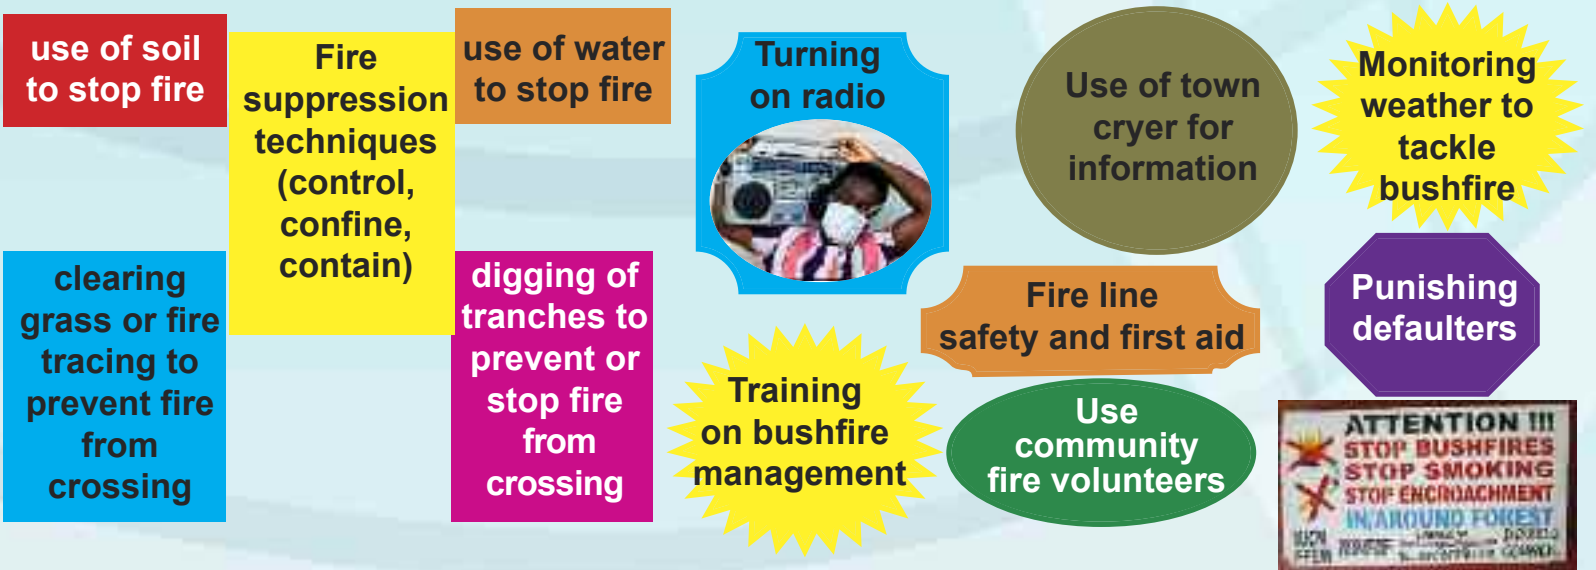 use of soil
to stop fire
Fire
suppression
techniques
(control,
confine,
contain)
use of water
to stop fire
clearing
grass or fire
tracing to
prevent fire
from
crossing
digging of
tranches to
prevent or
stop fire
from
crossing
Turning
on radio
Use of town
cryer for
information
Monitoring
weather to
tackle
bushfire
Fire line
safety and first aid
Punishing
defaulters
Training
on bushfire
management
Use
community
fire volunteers
ATTENTION !!!
STOP BUSHFIRES
STOP SMOKING
STOP ENCROACHMENT
IN/AROUND FOREST